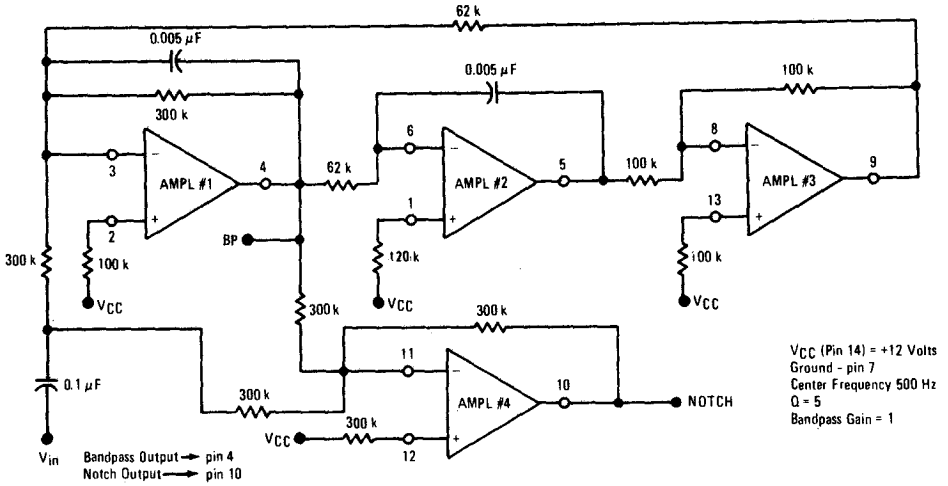 62 k
0.005 µF
0.005 µF
300 k
100 k
3
4
AMPL #1
2
62 k
6
5
AMPL #2
1
100 k
8
9
AMPL #3
13
BP
300 k
100 k
VCC
120 k
VCC
100 k
VCC
300 k
300 k
0.1 µF
300 k
11
10
AMPL #4
NOTCH
VCC
300 k
12
Vin
Bandpass Output → pin 4
Notch Output → pin 10
VCC (Pin 14) = +12 Volts
Ground - pin 7
Center Frequency 500 Hz
Q = 5
Bandpass Gain = 1